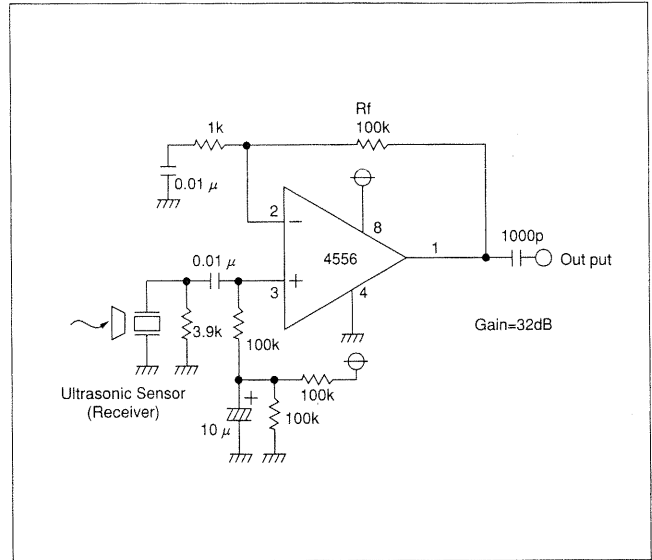 Rf
1k
100k
0.01 μ
2
8
1
1000p
Out put
4556
0.01 μ
3
4
3.9k
100k
Gain=32dB
Ultrasonic Sensor
(Receiver)
100k
10 μ
100k